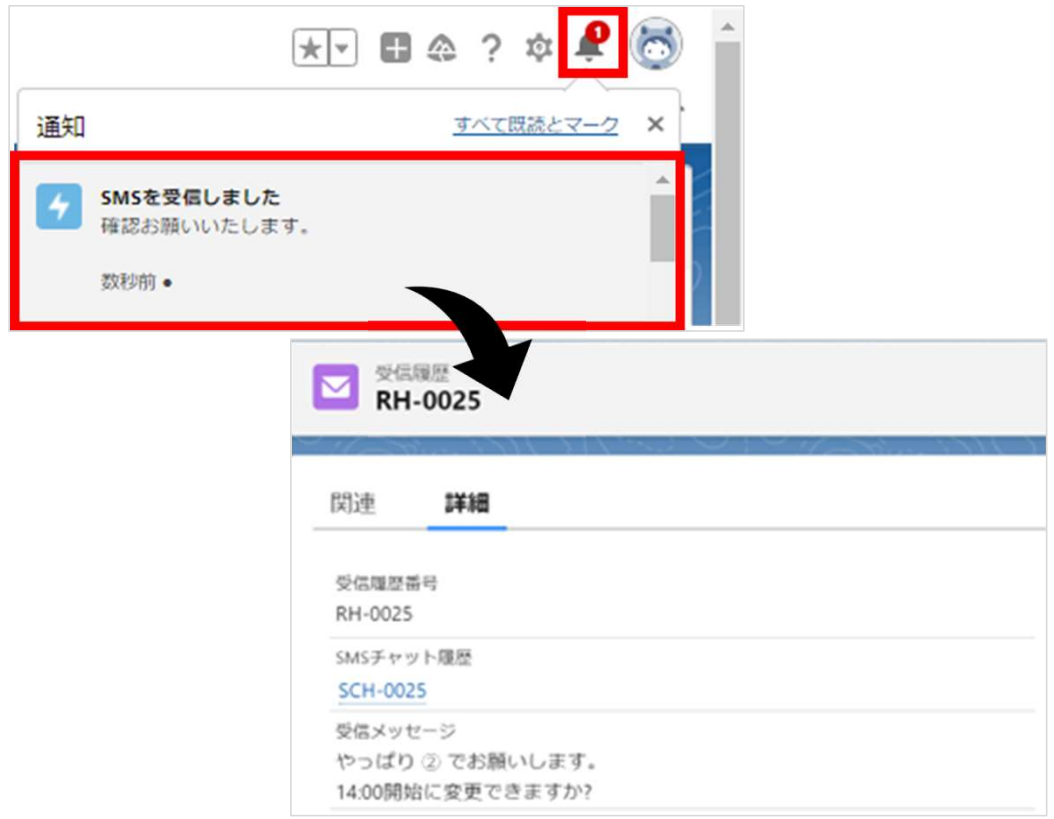 1
通知
すべて既読とマーク
SMSを受信しました
確認お願いいたします。
数秒前
受信履歴
RH-0025
関連
詳細
受信履歴番号
RH-0025
SMSチャット履歴
SCH-0025
受信メッセージ
やっぱり ② でお願いします。
14:00開始に変更できますか?